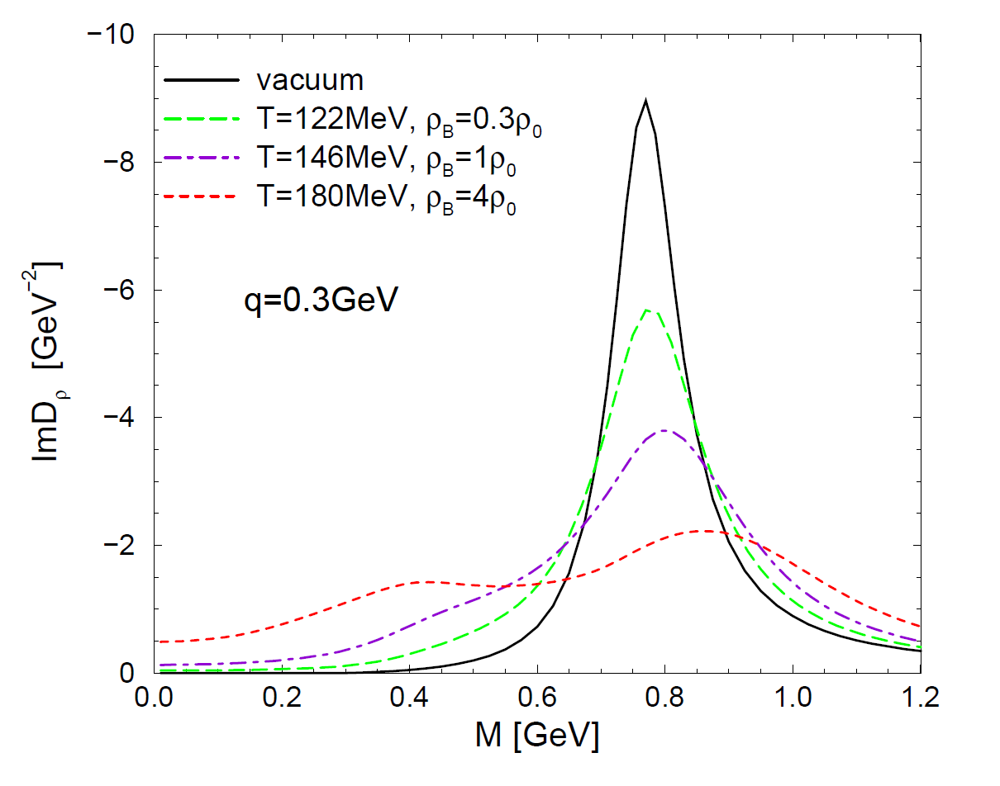 −10
vacuum
T=122MeV, ρB=0.3ρ0
−8
T=146MeV, ρB=1ρ0
T=180MeV, ρB=4ρ0
−6
q=0.3GeV
ImDρ [GeV−2]
−4
−2
0
0.0 0.2 0.4 0.6 0.8 1.0 1.2
M [GeV]